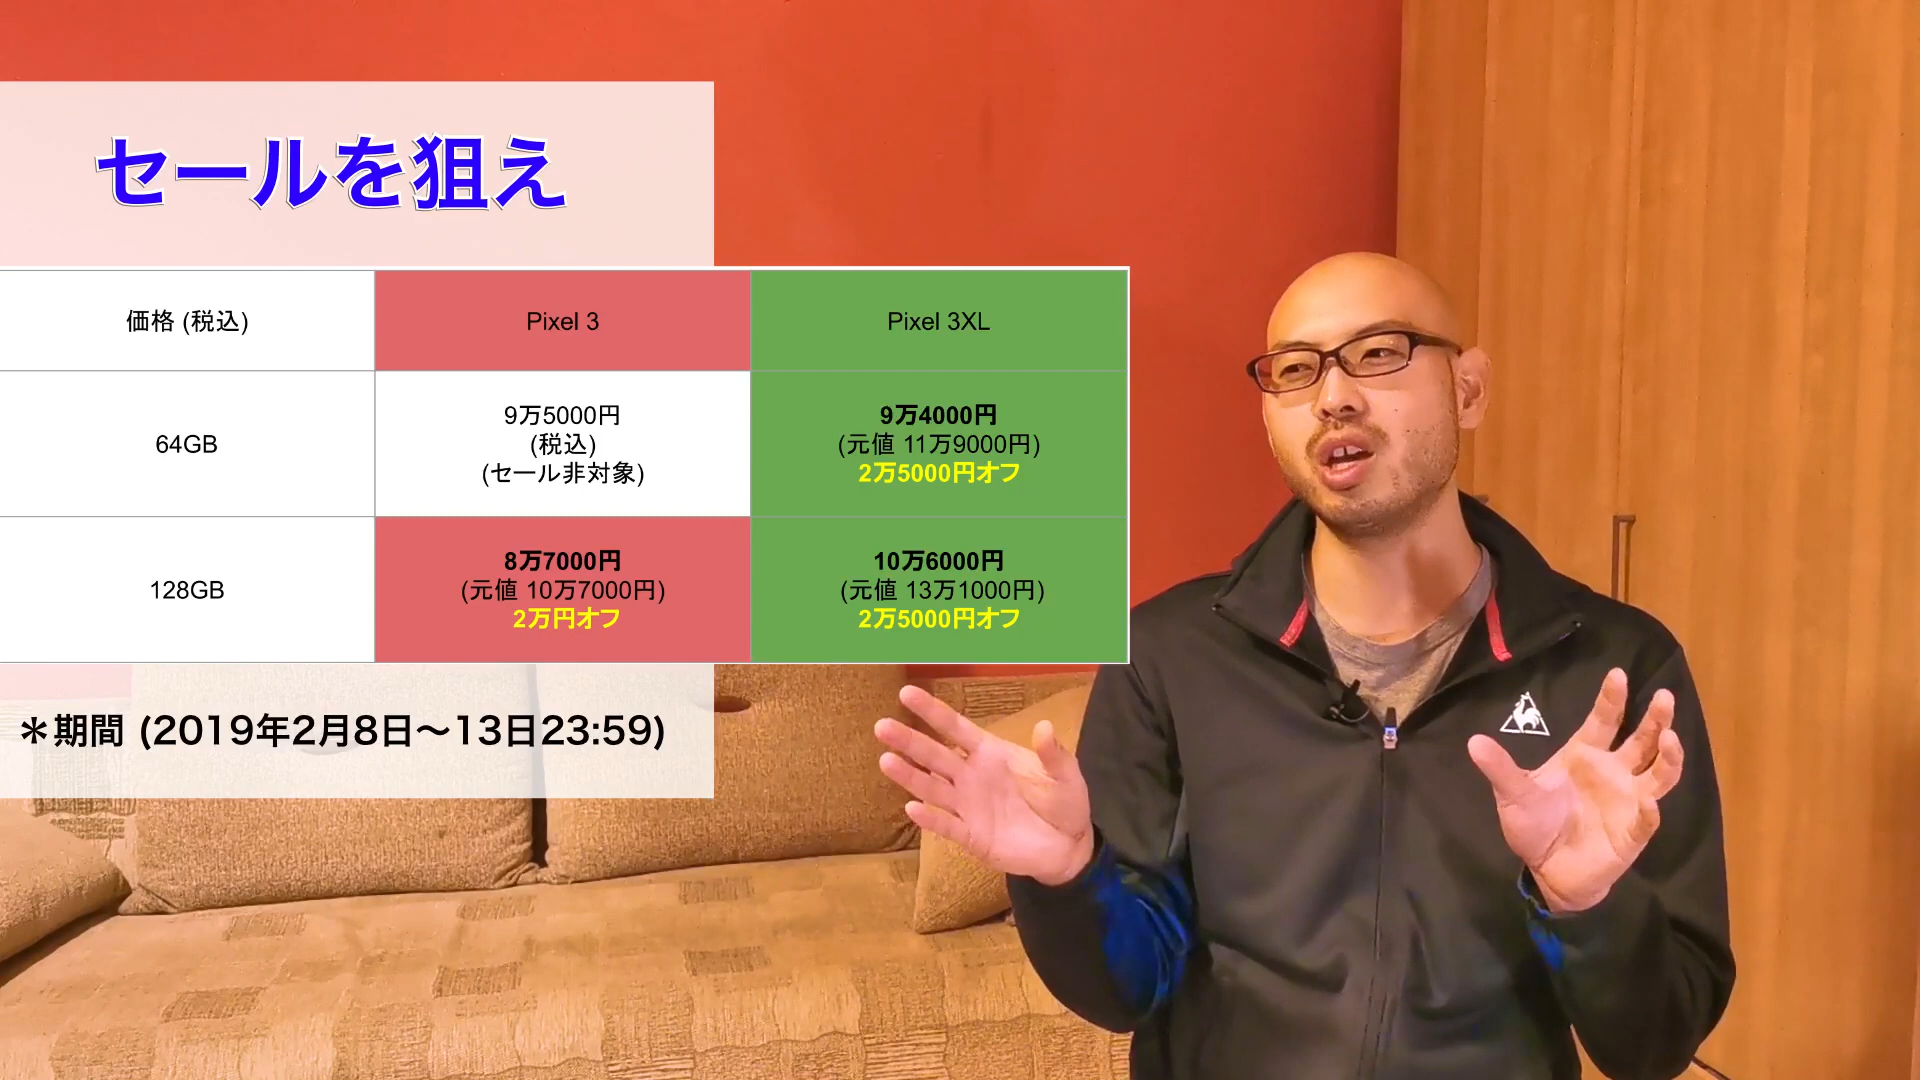 セールを狙え
価格 (税込)
Pixel 3
Pixel 3XL
64GB
9万5000円
(税込)
(セール非対象)
9万4000円
(元値 11万9000円)
2万5000円オフ
128GB
8万7000円
(元値 10万7000円)
2万円オフ
10万6000円
(元値 13万1000円)
2万5000円オフ
＊期間 (2019年2月8日〜13日23:59)